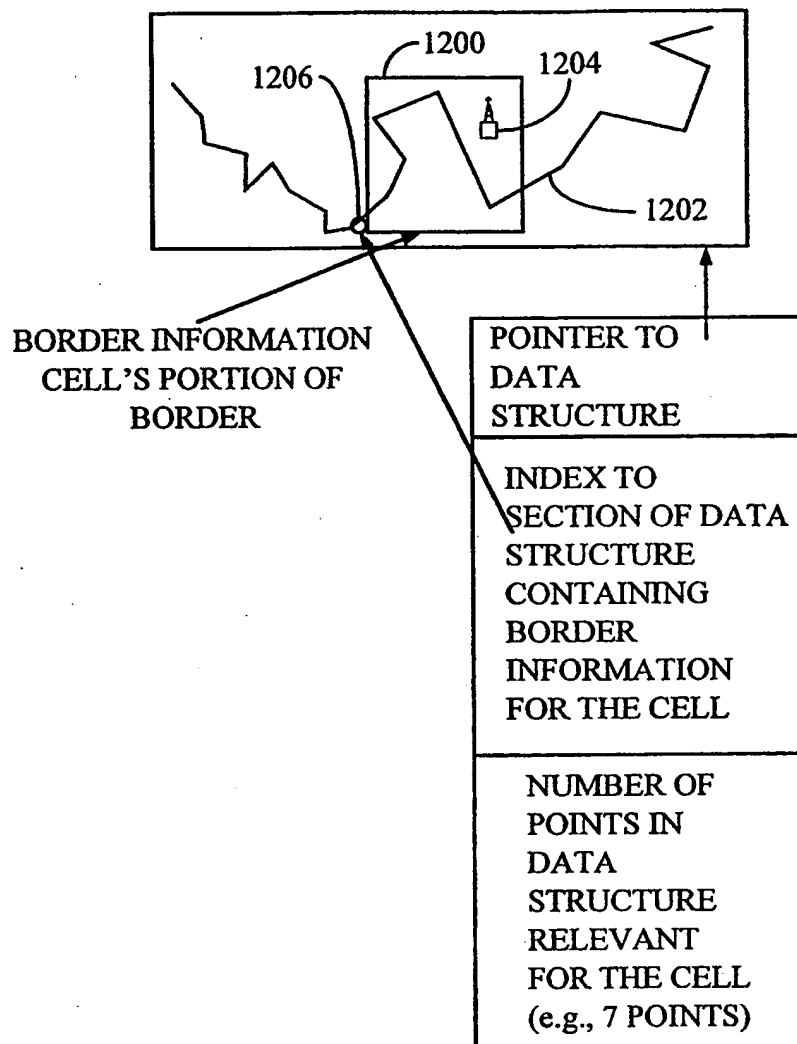 1200
1206
1204
1202
BORDER INFORMATION
CELL'S PORTION OF
BORDER
POINTER TO
DATA
STRUCTURE
INDEX TO
SECTION OF DATA
STRUCTURE
CONTAINING
BORDER
INFORMATION
FOR THE CELL
NUMBER OF
POINTS IN
DATA
STRUCTURE
RELEVANT
FOR THE CELL
(e.g., 7 POINTS)